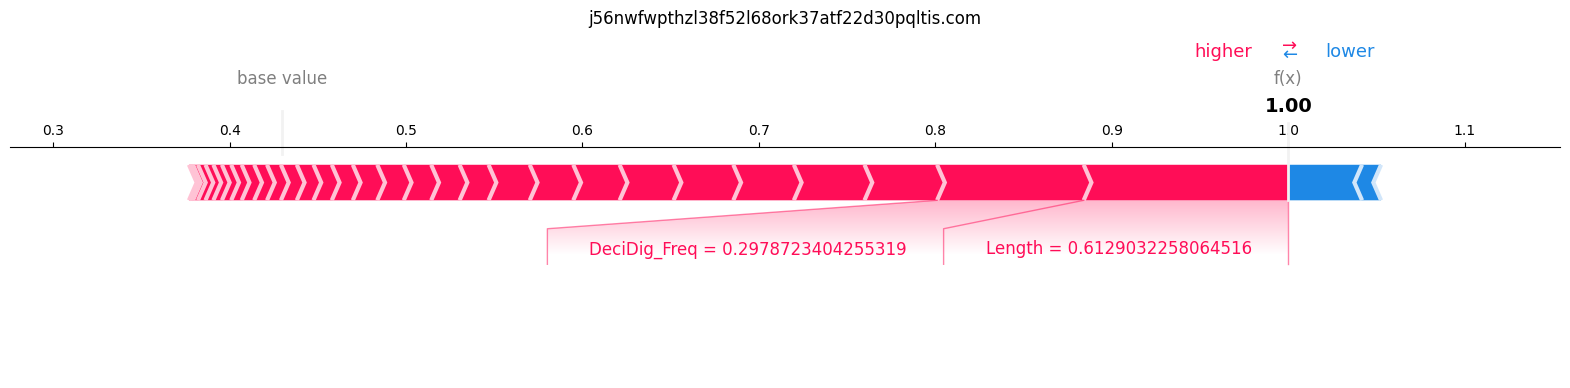 j56nwfwpthzl38f52l68ork37atf22d30pqltis.com
higher ⇄ lower
base value f(x)
1.00
0.3 0.4 0.5 0.6 0.7 0.8 0.9 1.0 1.1
DeciDig_Freq = 0.2978723404255319 Length = 0.6129032258064516